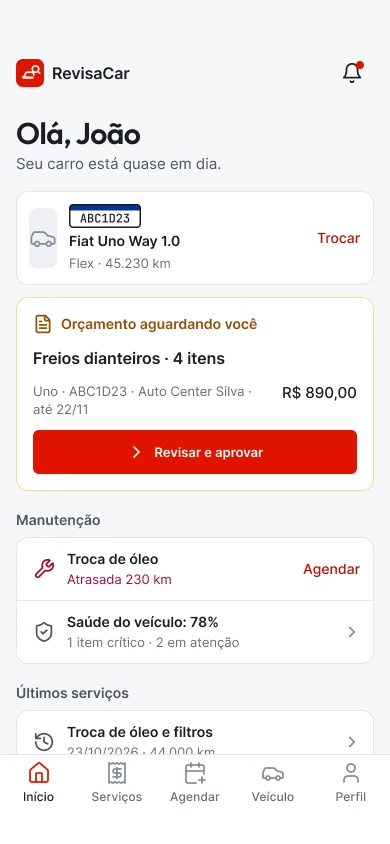 RevisaCar
Olá, João
Seu carro está quase em dia.
ABC1D23
Fiat Uno Way 1.0
Flex · 45.230 km
Trocar
Orçamento aguardando você
Freios dianteiros · 4 itens
Uno · ABC1D23 · Auto Center Silva ·
até 22/11
R$ 890,00
Revisar e aprovar
Manutenção
Troca de óleo
Atrasada 230 km
Agendar
Saúde do veículo: 78%
1 item crítico · 2 em atenção
Últimos serviços
Troca de óleo e filtros
23/10/2026 · 44.000 km
Início
Serviços
Agendar
Veículo
Perfil